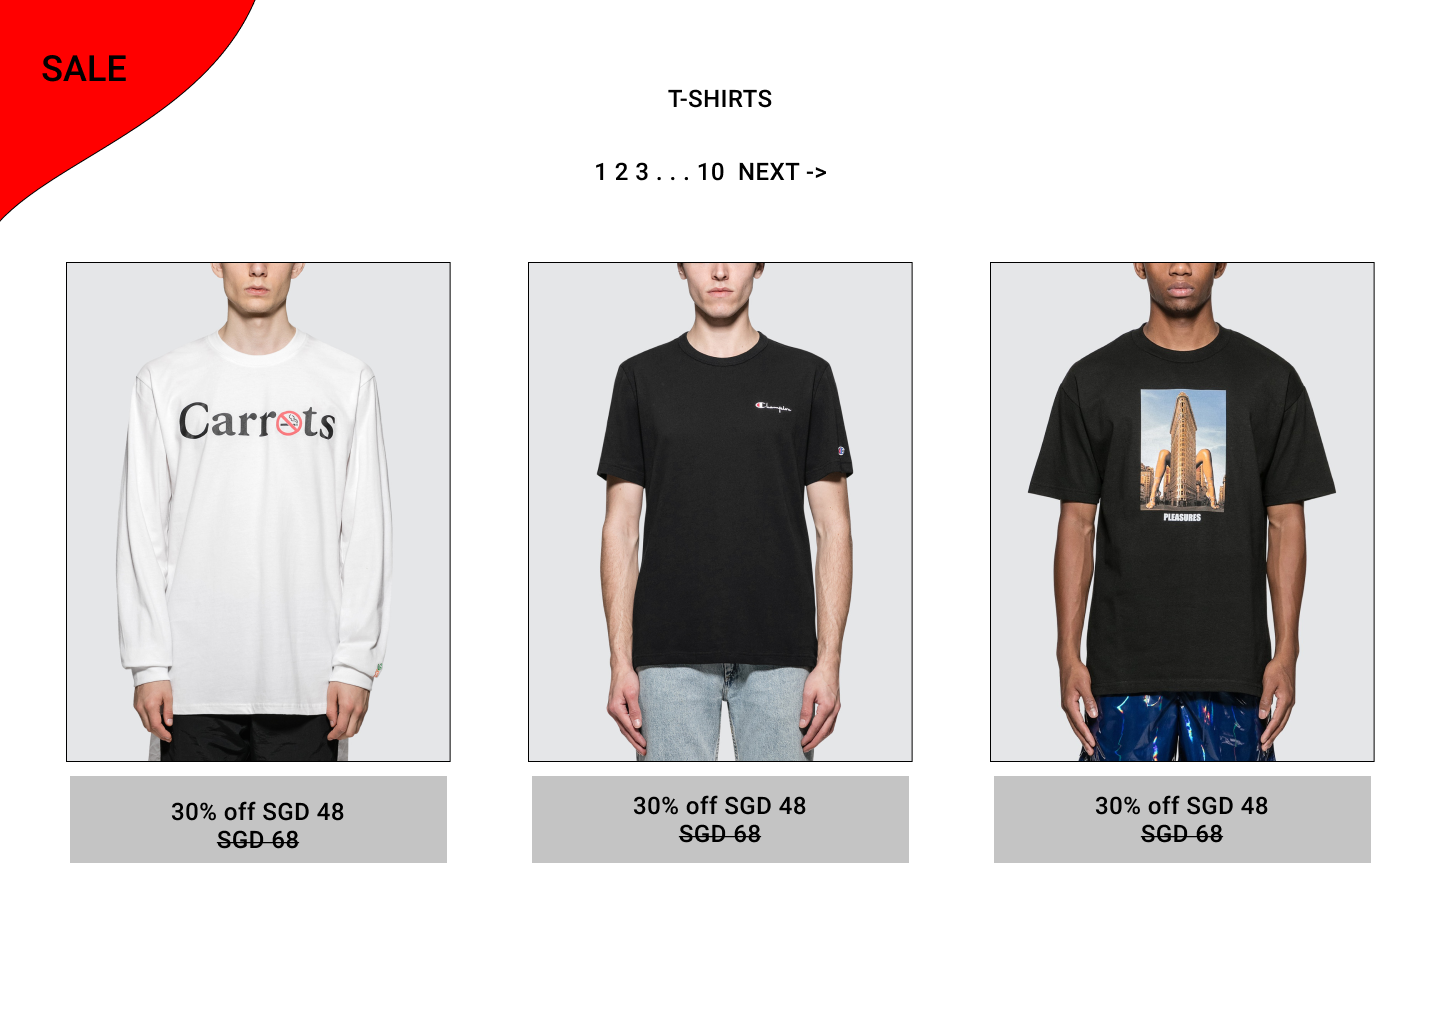 SALE
T-SHIRTS
1 2 3 . . . 10 NEXT ->
Carrots
Champion
PLEASURES
30% off SGD 48
SGD 68
30% off SGD 48
SGD 68
30% off SGD 48
SGD 68